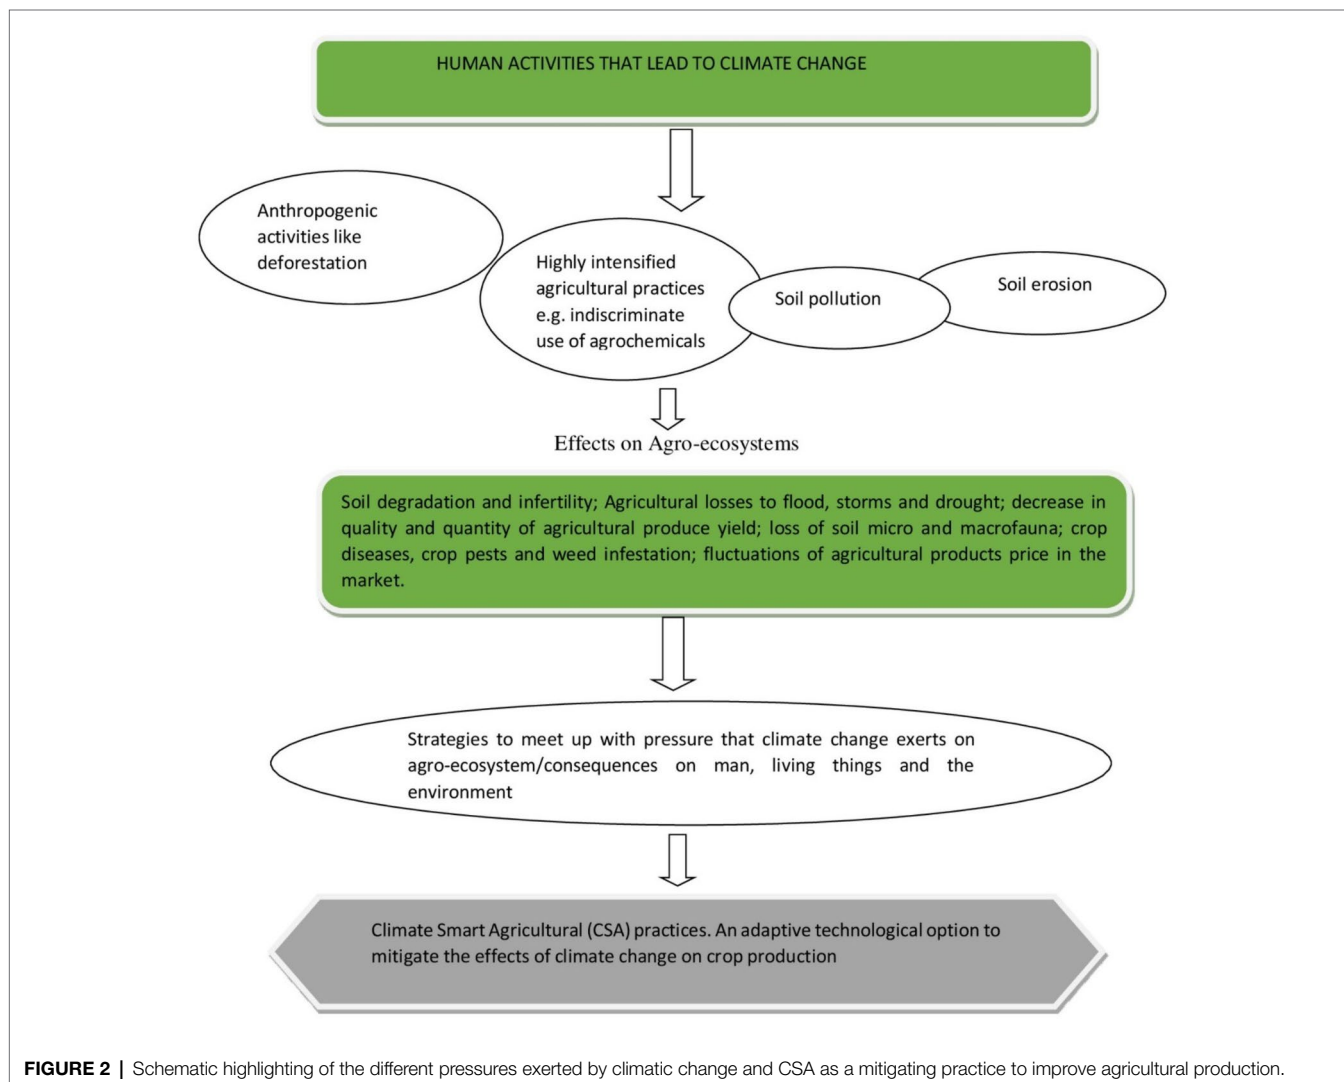 HUMAN ACTIVITIES THAT LEAD TO CLIMATE CHANGE
Anthropogenic
activities like
deforestation
Highly intensified
agricultural practices
e.g. indiscriminate
use of agrochemicals
Soil pollution
Soil erosion
Effects on Agro-ecosystems
Soil degradation and infertility; Agricultural losses to flood, storms and drought; decrease in
quality and quantity of agricultural produce yield; loss of soil micro and macrofauna; crop
diseases, crop pests and weed infestation; fluctuations of agricultural products price in the
market.
Strategies to meet up with pressure that climate change exerts on
agro-ecosystem/consequences on man, living things and the
environment
Climate Smart Agricultural (CSA) practices. An adaptive technological option to
mitigate the effects of climate change on crop production
FIGURE 2 | Schematic highlighting of the different pressures exerted by climatic change and CSA as a mitigating practice to improve agricultural production.